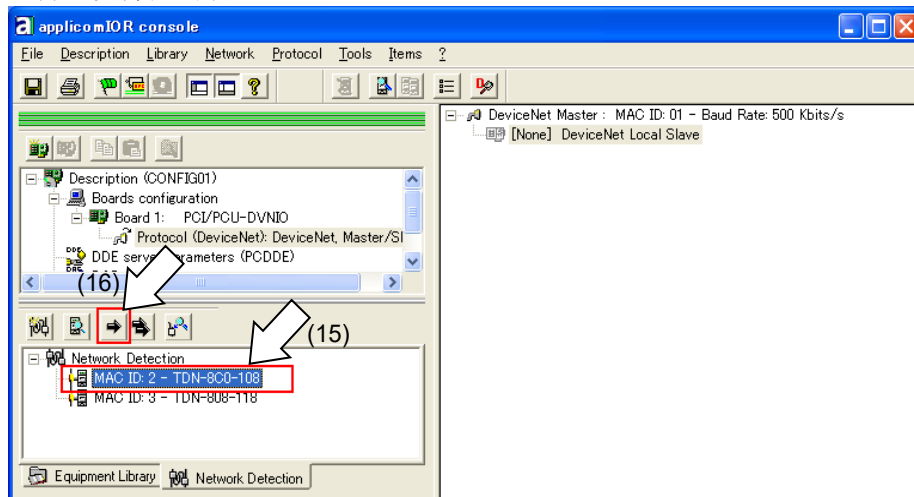 applicomIOR console
File Description Library Network Protocol Tools Items ?
DeviceNet Master : MAC ID: 01 - Baud Rate: 500 Kbits/s
[None] DeviceNet Local Slave
Description (CONFIG01)
Boards configuration
Board 1: PCI/PCU-DVNIO
Protocol (DeviceNet): DeviceNet, Master/Sl
DDE server parameters (PCDDE)
(16)
(15)
Network Detection
MAC ID: 2 - TDN-8C0-108
MAC ID: 3 - TDN-808-118
Equipment Library Network Detection